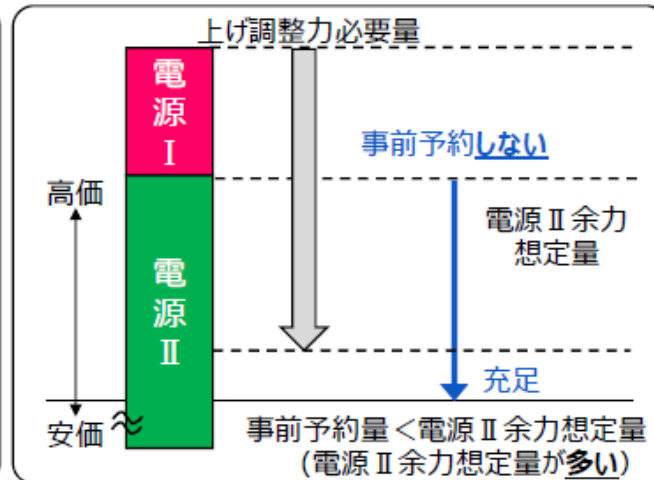 上げ調整力必要量
電源Ⅰ
事前予約しない
高価
電源Ⅱ余力
想定量
電源Ⅱ
充足
安価
事前予約量<電源Ⅱ余力想定量
(電源Ⅱ余力想定量が多い)